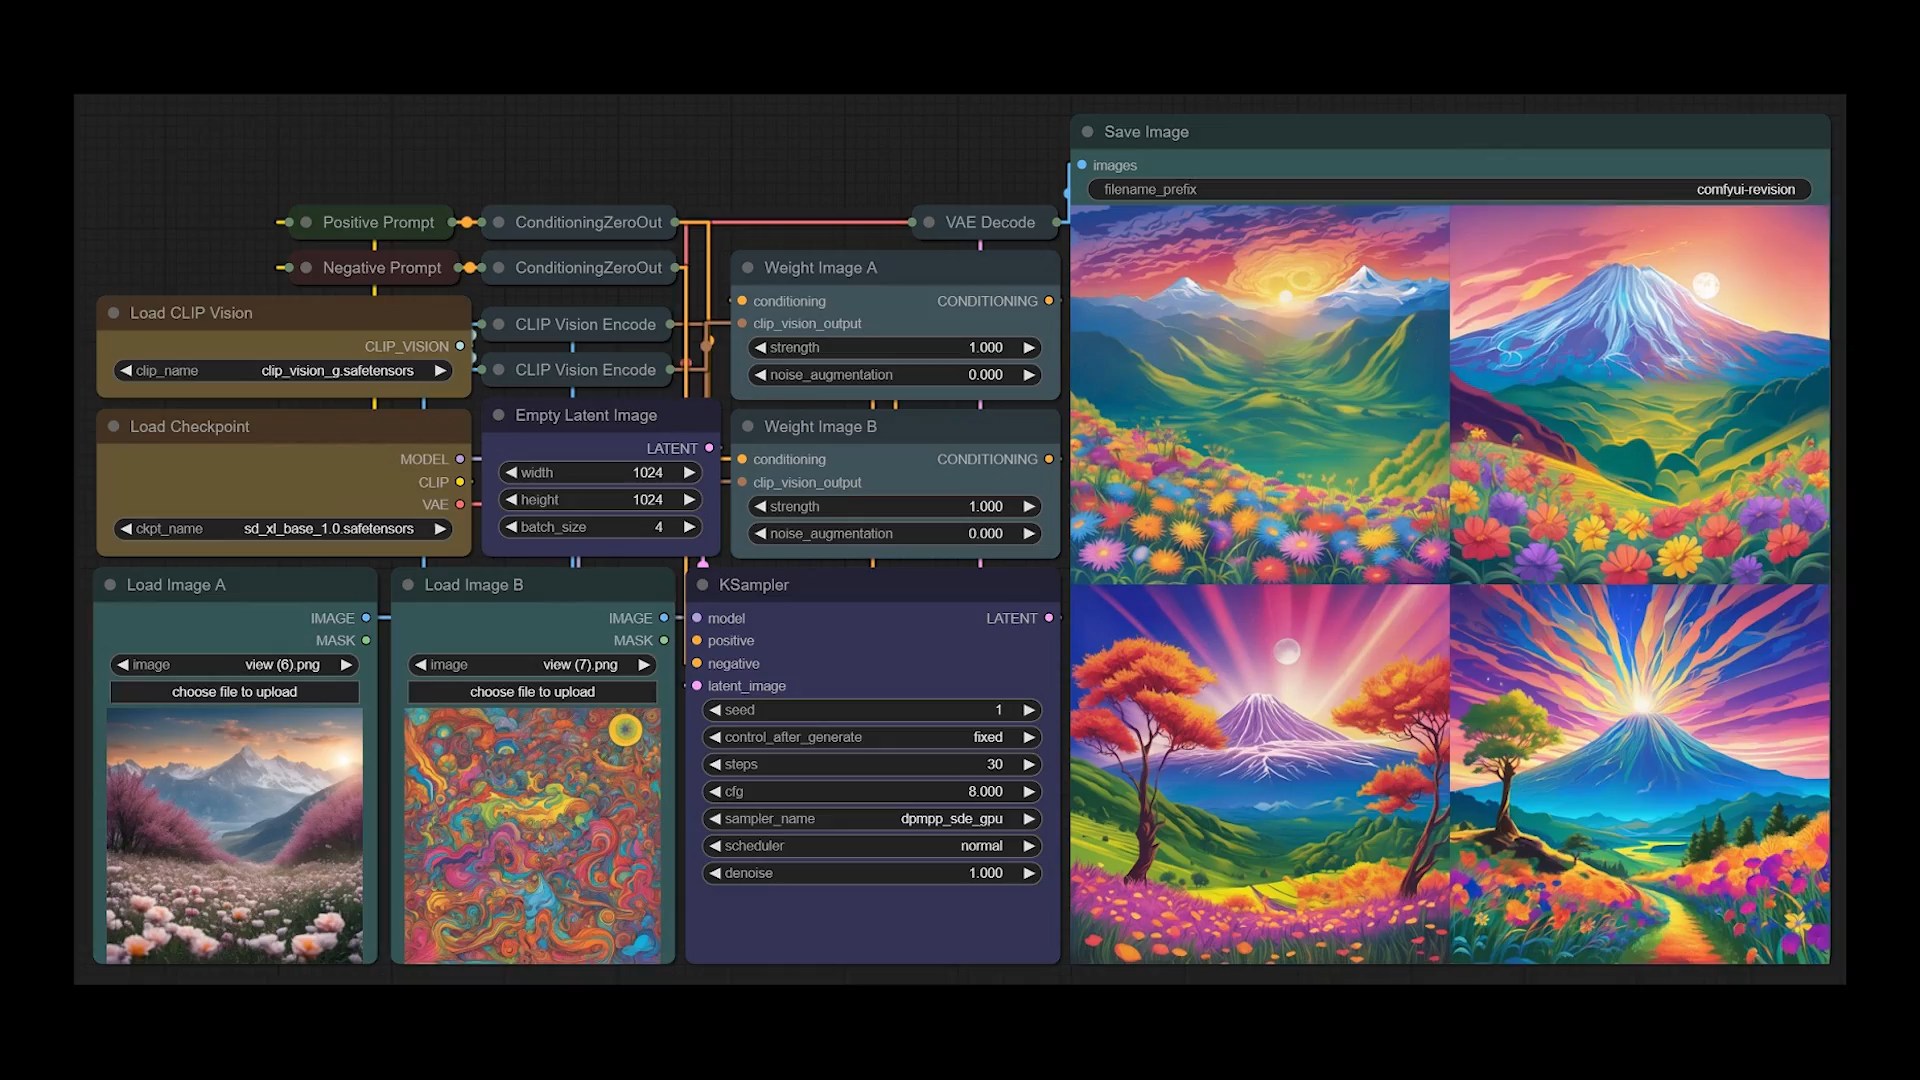 Save Image
images
filename_prefix comfyui-revision
Positive Prompt
ConditioningZeroOut
VAE Decode
Negative Prompt
ConditioningZeroOut
Load CLIP Vision
CLIP_VISION
clip_name clip_vision_g.safetensors
CLIP Vision Encode
CLIP Vision Encode
Weight Image A
conditioning CONDITIONING
clip_vision_output
strength 1.000
noise_augmentation 0.000
Load Checkpoint
MODEL
CLIP
VAE
ckpt_name sd_xl_base_1.0.safetensors
Empty Latent Image
LATENT
width 1024
height 1024
batch_size 4
Weight Image B
conditioning CONDITIONING
clip_vision_output
strength 1.000
noise_augmentation 0.000
Load Image A
IMAGE
MASK
image view (6).png
choose file to upload
Load Image B
IMAGE
MASK
image view (7).png
choose file to upload
KSampler
model LATENT
positive
negative
latent_image
seed 1
control_after_generate fixed
steps 30
cfg 8.000
sampler_name dpmpp_sde_gpu
scheduler normal
denoise 1.000